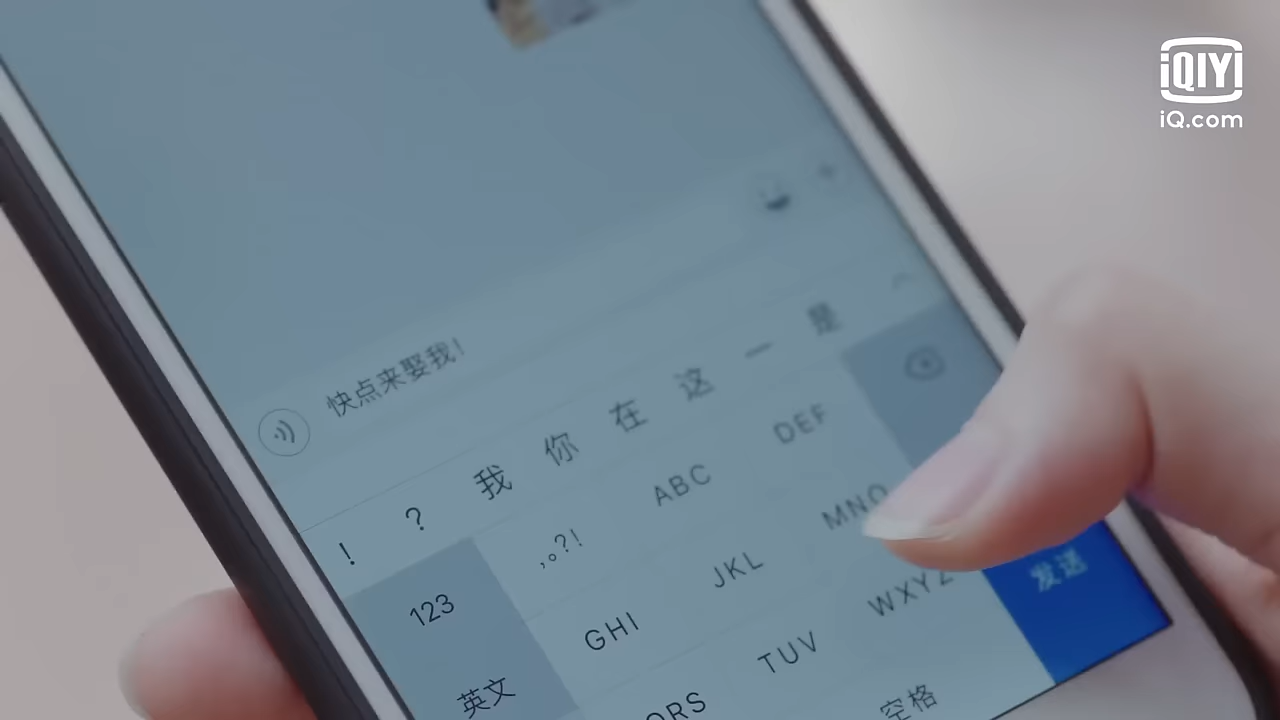 iQIYI
iQ.com
快点来娶我!
! ? 我 你 在 这 一 是
123
,。?!
ABC
DEF
英文
GHI
JKL
MNO
TUV
WXYZ
空格
发送